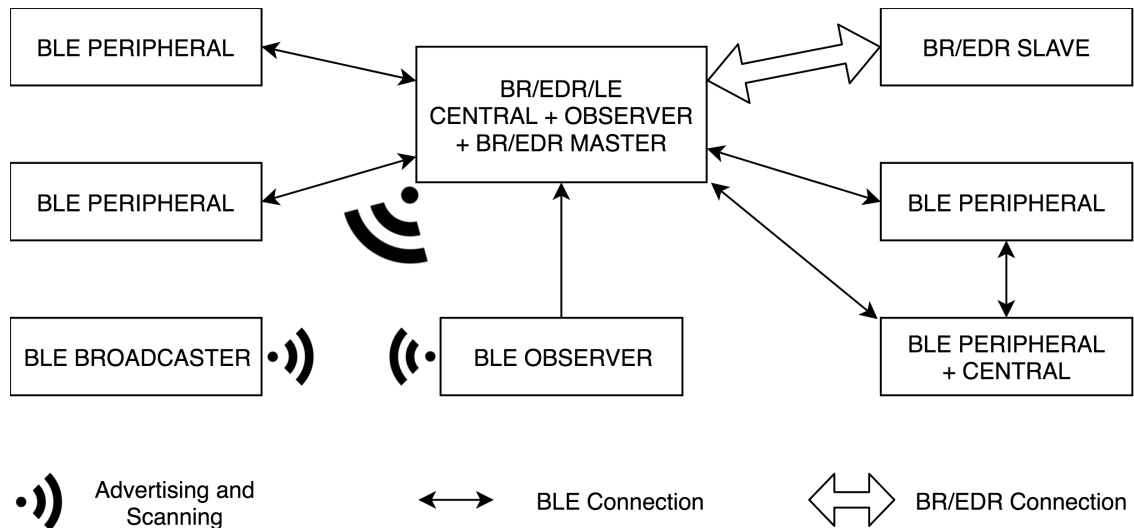 BLE PERIPHERAL
BR/EDR/LE
CENTRAL + OBSERVER
+ BR/EDR MASTER
BR/EDR SLAVE
BLE PERIPHERAL
BLE PERIPHERAL
BLE BROADCASTER
BLE OBSERVER
BLE PERIPHERAL
+ CENTRAL
Advertising and
Scanning
BLE Connection
BR/EDR Connection